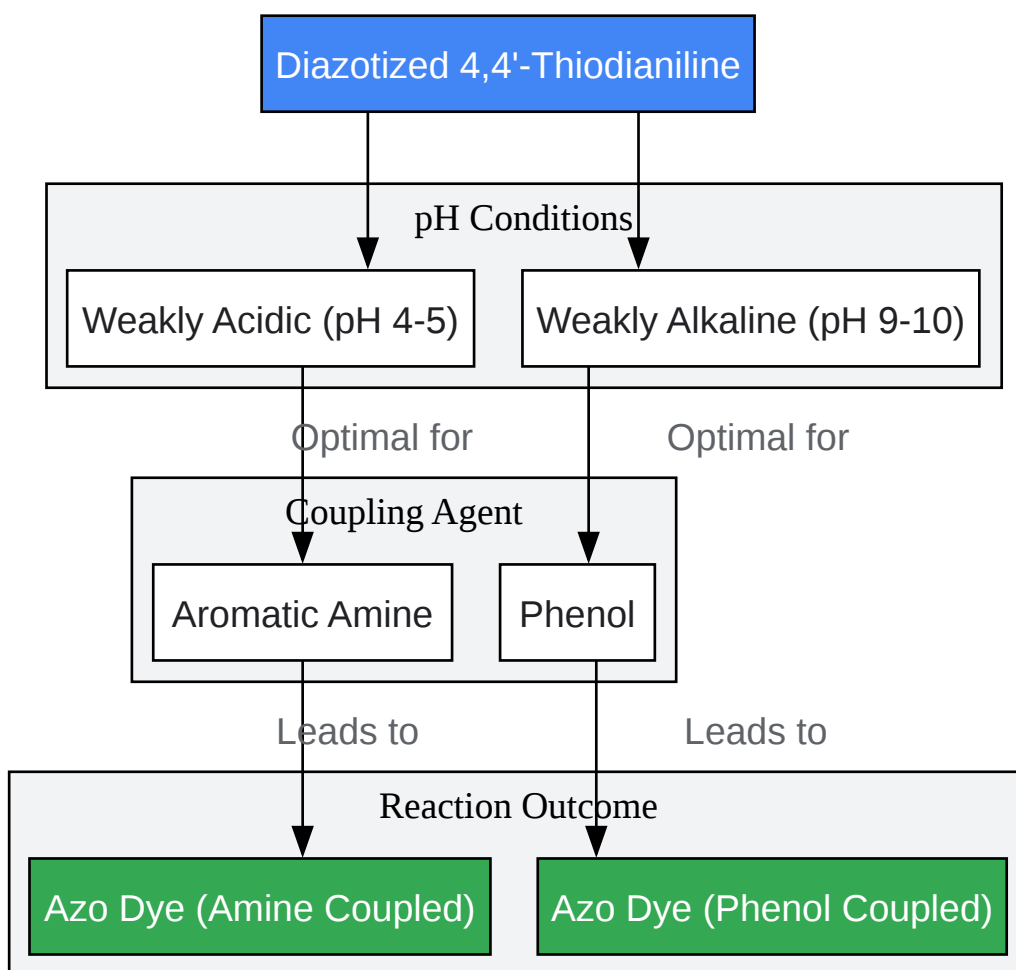 Diazotized 4,4'-Thiodianiline
pH Conditions
Weakly Acidic (pH 4-5)
Weakly Alkaline (pH 9-10)
Optimal for
Optimal for
Coupling Agent
Aromatic Amine
Phenol
Leads to
Leads to
Reaction Outcome
Azo Dye (Amine Coupled)
Azo Dye (Phenol Coupled)